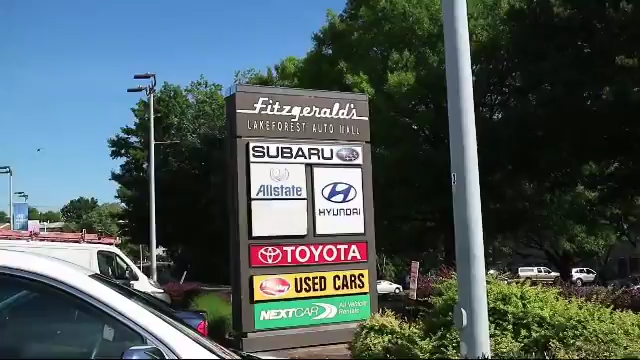 Fitzgerald's
LAKEFOREST AUTO MALL
SUBARU
Allstate
HYUNDAI
TOYOTA
USED CARS
NEXTCAR All Vehicle
Rentals